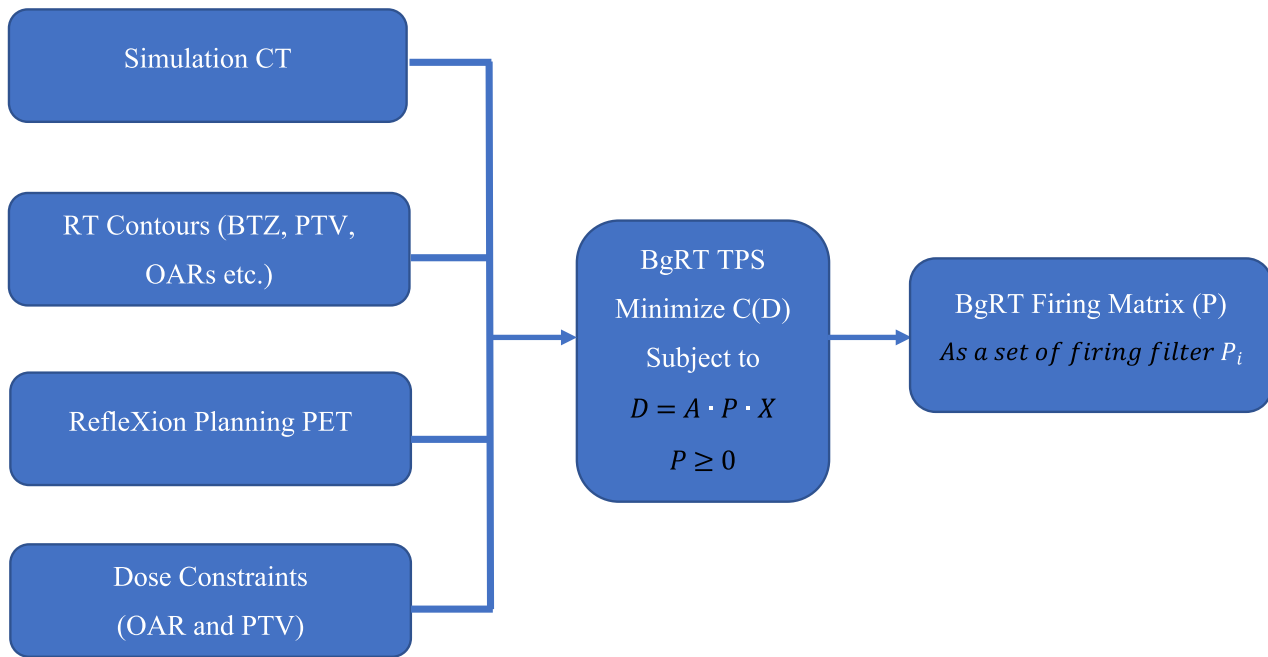 Simulation CT
RT Contours (BTZ, PTV,
OARs etc.)
RefleXion Planning PET
Dose Constraints
(OAR and PTV)
BgRT TPS
Minimize C(D)
Subject to
D = A · P · X
P ≥ 0
BgRT Firing Matrix (P)
As a set of firing filter P_i